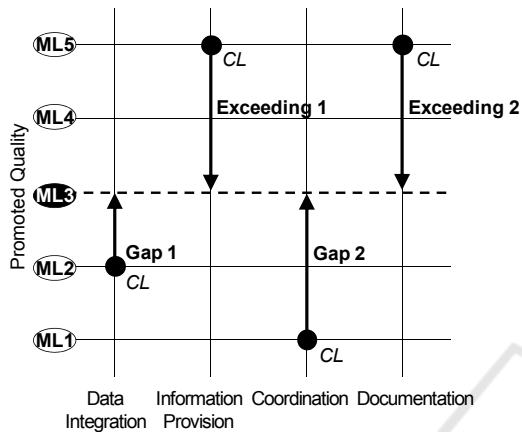 ML5
CL
CL
Exceeding 1
Exceeding 2
ML4
Promoted Quality
ML3
Gap 1
Gap 2
ML2
CL
ML1
CL
Data
Integration
Information
Provision
Coordination
Documentation